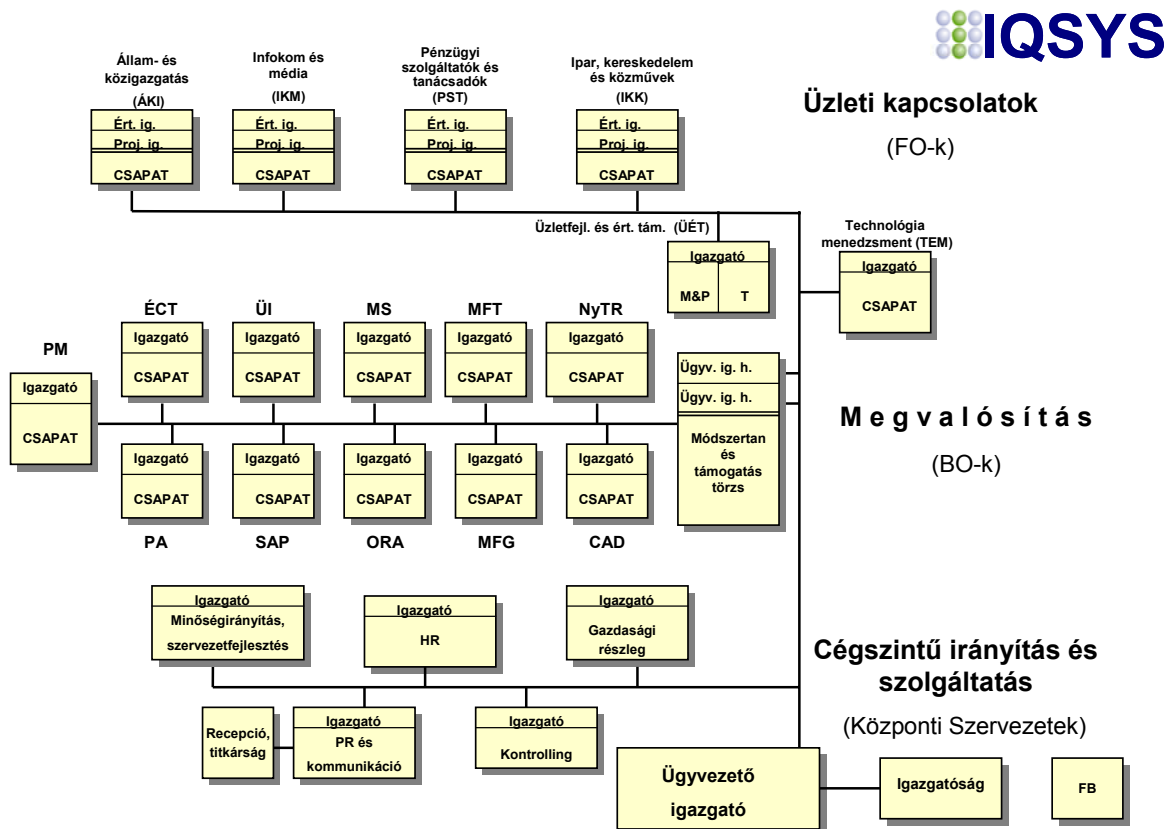 IQSYS
Állam- és
közigazgatás
(ÁKI)
Ért. ig.
Proj. ig.
CSAPAT
Infokom és
média
(IKM)
Ért. ig.
Proj. ig.
CSAPAT
Pénzügyi
szolgáltatók és
tanácsadók
(PST)
Ért. ig.
Proj. ig.
CSAPAT
Ipar, kereskedelem
és közművek
(IKK)
Ért. ig.
Proj. ig.
CSAPAT
Üzleti kapcsolatok
(FO-k)
Üzletfejl. és ért. tám. (ÜÉT)
Igazgató
M&P
T
Technológia
menedzsment (TEM)
Igazgató
CSAPAT
PM
Igazgató
CSAPAT
ÉCT
Igazgató
CSAPAT
ÜI
Igazgató
CSAPAT
MS
Igazgató
CSAPAT
MFT
Igazgató
CSAPAT
NyTR
Igazgató
CSAPAT
Igazgató
CSAPAT
PA
Igazgató
CSAPAT
SAP
Igazgató
CSAPAT
ORA
Igazgató
CSAPAT
MFG
Igazgató
CSAPAT
CAD
Ügyv. ig. h.
Ügyv. ig. h.
Módszertan
és
támogatás
törzs
M e g v a l ó s í t á s
(BO-k)
Igazgató
Minőségirányítás,
szervezetfejlesztés
Igazgató
HR
Igazgató
Gazdasági
részleg
Recepció,
titkárság
Igazgató
PR és
kommunikáció
Igazgató
Kontrolling
Cégszintű irányítás és
szolgáltatás
(Központi Szervezetek)
Ügyvezető
igazgató
Igazgatóság
FB